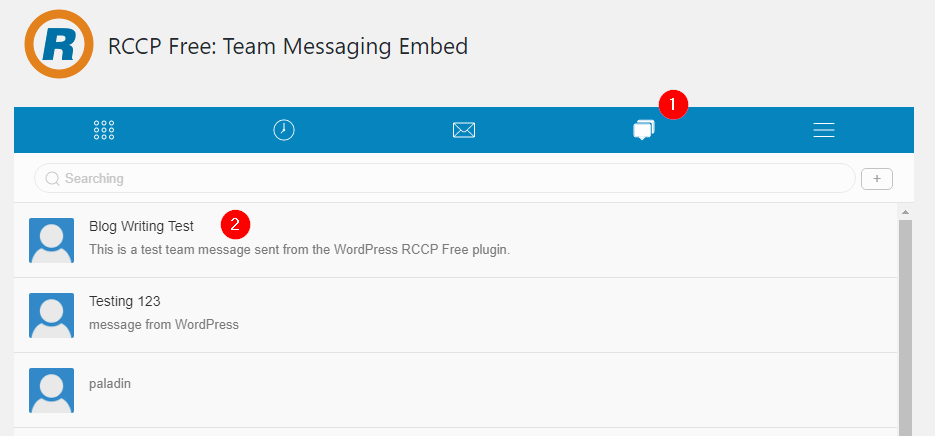 R
RCCP Free: Team Messaging Embed
1
Searching
+
Blog Writing Test
2
This is a test team message sent from the WordPress RCCP Free plugin.
Testing 123
message from WordPress
paladin